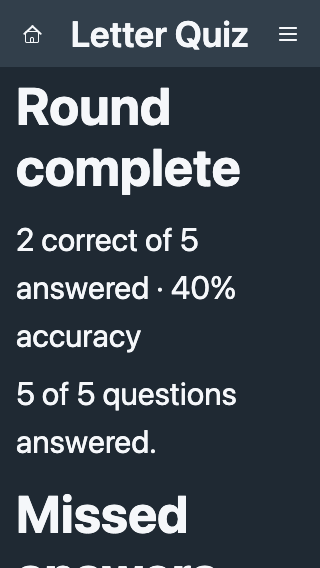 Letter Quiz
Round
complete
2 correct of 5
answered · 40%
accuracy
5 of 5 questions
answered.
Missed